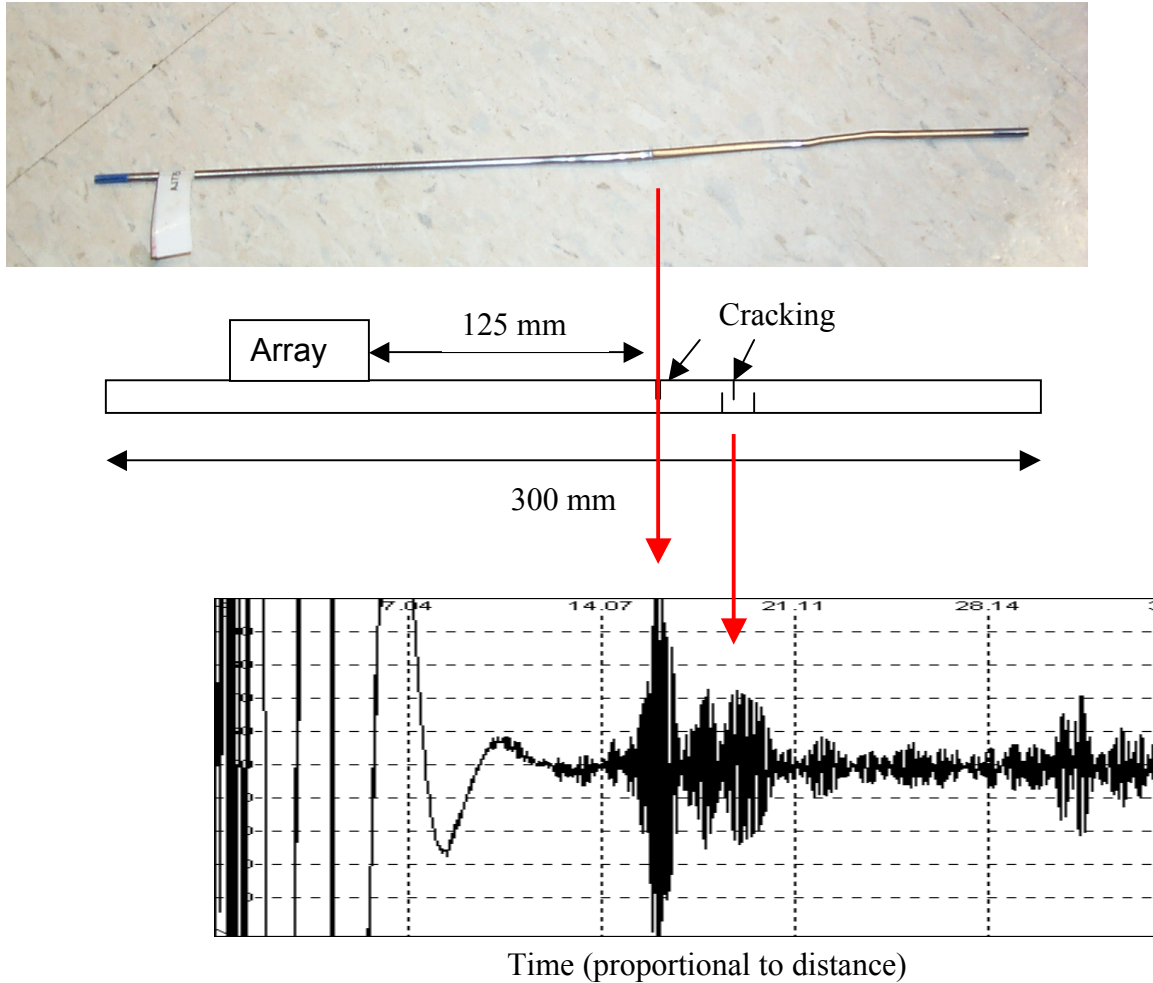 125 mm
Cracking
Array
300 mm
7.04 14.07 21.11 28.14
Time (proportional to distance)